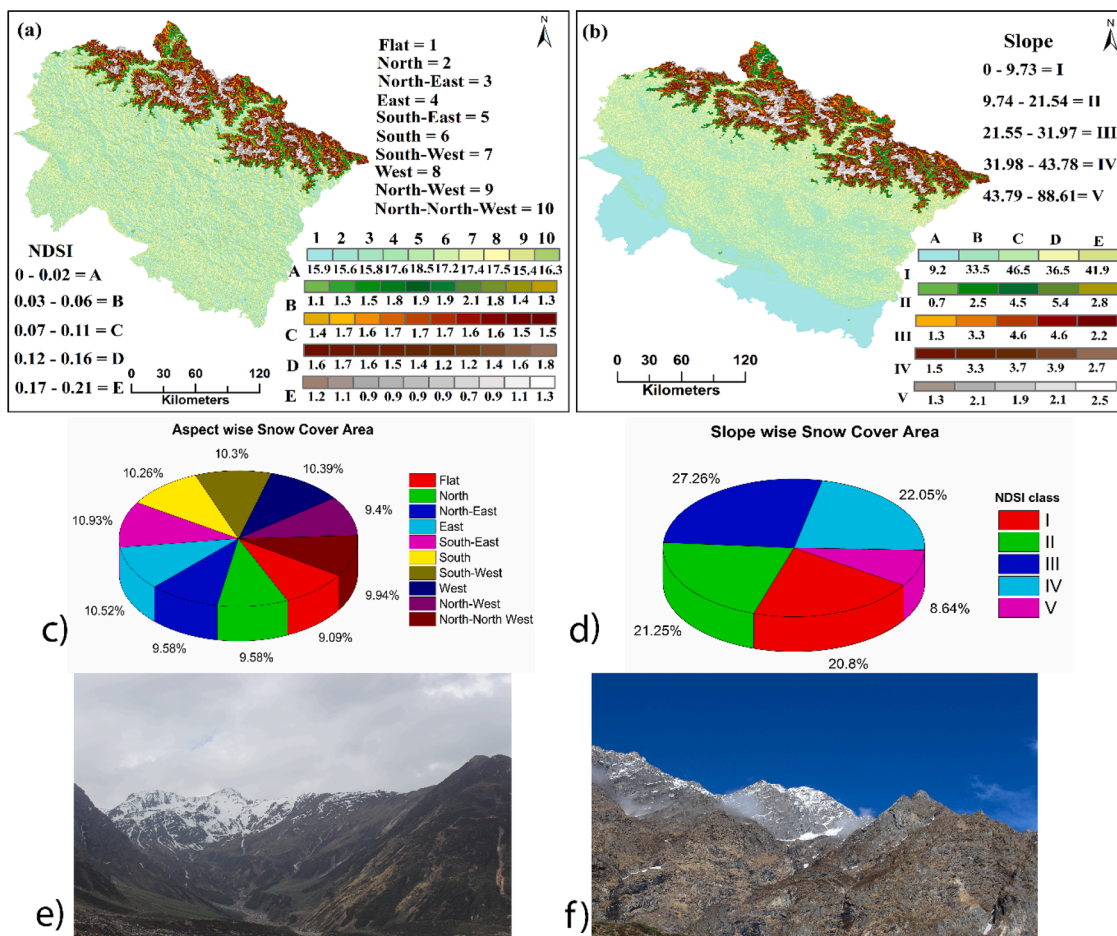 (a)
N
Flat = 1
North = 2
North-East = 3
East = 4
South-East = 5
South = 6
South-West = 7
West = 8
North-West = 9
North-North-West = 10
NDSI
0 - 0.02 = A
0.03 - 0.06 = B
0.07 - 0.11 = C
0.12 - 0.16 = D
0.17 - 0.21 = E
0 30 60 120
Kilometers
1 2 3 4 5 6 7 8 9 10
A
15.9 15.6 15.8 17.6 18.5 17.2 17.4 17.5 15.4 16.3
B
1.1 1.3 1.5 1.8 1.9 1.9 2.1 1.8 1.4 1.3
C
1.4 1.7 1.6 1.6 1.7 1.7 1.6 1.6 1.5 1.5
D
1.6 1.7 1.6 1.4 1.2 1.2 1.2 1.4 1.6 1.8
E
1.2 1.1 0.9 0.9 0.9 0.9 0.7 0.9 1.1 1.3
(b)
N
Slope
0 - 9.73 = I
9.74 - 21.54 = II
21.55 - 31.97 = III
31.98 - 43.78 = IV
43.79 - 88.61= V
0 30 60 120
Kilometers
A B C D E
I
9.2 33.5 46.5 36.5 41.9
II
0.7 2.5 4.5 5.4 2.8
III
1.3 3.3 4.6 4.6 2.2
IV
1.5 3.3 3.7 3.9 2.7
V
1.3 2.1 1.9 2.1 2.5
Aspect wise Snow Cover Area
10.3%
10.39%
10.26%
9.4%
10.93%
9.94%
10.52%
9.09%
9.58%
9.58%
Flat
North
North-East
East
South-East
South
South-West
West
North-West
North-North West
c)
Slope wise Snow Cover Area
27.26%
22.05%
8.64%
21.25%
20.8%
NDSI class
I
II
III
IV
V
d)
e)
f)